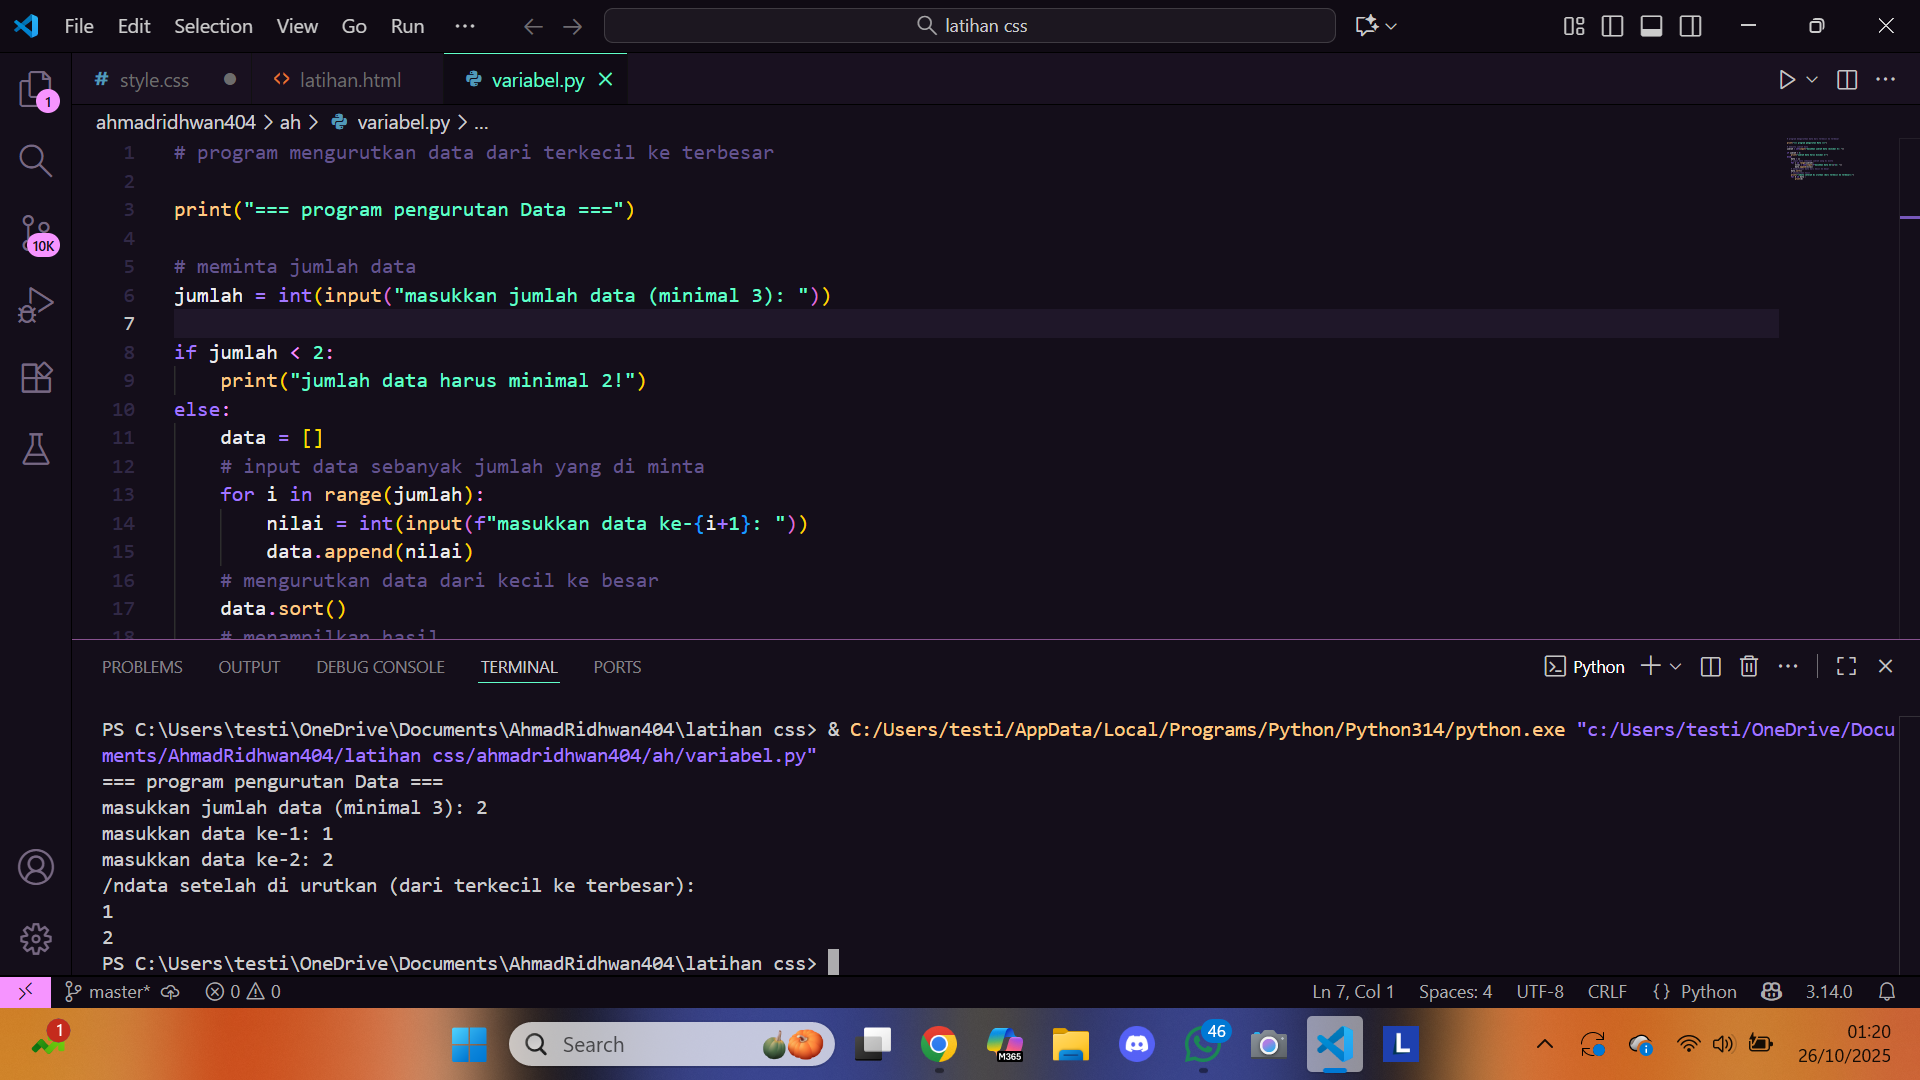 File Edit Selection View Go Run ... latihan css
# style.css latihan.html variabel.py
1
ahmadridhwan404 > ah > variabel.py > ...
1 # program mengurutkan data dari terkecil ke terbesar
2
3 print("=== program pengurutan Data ===")
4
5 # meminta jumlah data
6 jumlah = int(input("masukkan jumlah data (minimal 3): "))
7
8 if jumlah < 2:
9 print("jumlah data harus minimal 2!")
10 else:
11 data = []
12 # input data sebanyak jumlah yang di minta
13 for i in range(jumlah):
14 nilai = int(input(f"masukkan data ke-{i+1}: "))
15 data.append(nilai)
16 # mengurutkan data dari kecil ke besar
17 data.sort()
18 # menampilkan hasil
10K
PROBLEMS OUTPUT DEBUG CONSOLE TERMINAL PORTS Python
PS C:\Users\testi\OneDrive\Documents\AhmadRidhwan404\latihan css> & C:/Users/testi/AppData/Local/Programs/Python/Python314/python.exe "c:/Users/testi/OneDrive/Docu
ments/AhmadRidhwan404/latihan css/ahmadridhwan404/ah/variabel.py"
=== program pengurutan Data ===
masukkan jumlah data (minimal 3): 2
masukkan data ke-1: 1
masukkan data ke-2: 2
/ndata setelah di urutkan (dari terkecil ke terbesar):
1
2
PS C:\Users\testi\OneDrive\Documents\AhmadRidhwan404\latihan css>
master* 0 0 Ln 7, Col 1 Spaces: 4 UTF-8 CRLF {} Python 3.14.0
1 Search M365 46 L 01:20
26/10/2025